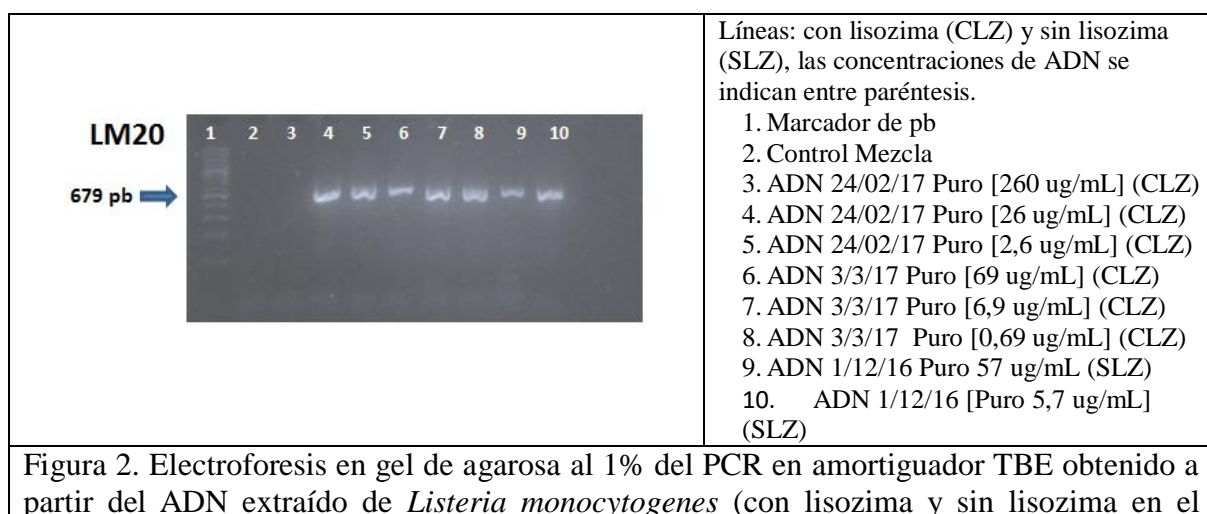 LM20
1 2 3 4 5 6 7 8 9 10
679 pb
Líneas: con lisozima (CLZ) y sin lisozima
(SLZ), las concentraciones de ADN se
indican entre paréntesis.
1. Marcador de pb
2. Control Mezcla
3. ADN 24/02/17 Puro [260 ug/mL] (CLZ)
4. ADN 24/02/17 Puro [26 ug/mL] (CLZ)
5. ADN 24/02/17 Puro [2,6 ug/mL] (CLZ)
6. ADN 3/3/17 Puro [69 ug/mL] (CLZ)
7. ADN 3/3/17 Puro [6,9 ug/mL] (CLZ)
8. ADN 3/3/17 Puro [0,69 ug/mL] (CLZ)
9. ADN 1/12/16 Puro 57 ug/mL (SLZ)
10. ADN 1/12/16 [Puro 5,7 ug/mL]
(SLZ)
Figura 2. Electroforesis en gel de agarosa al 1% del PCR en amortiguador TBE obtenido a
partir del ADN extraído de Listeria monocytogenes (con lisozima y sin lisozima en el